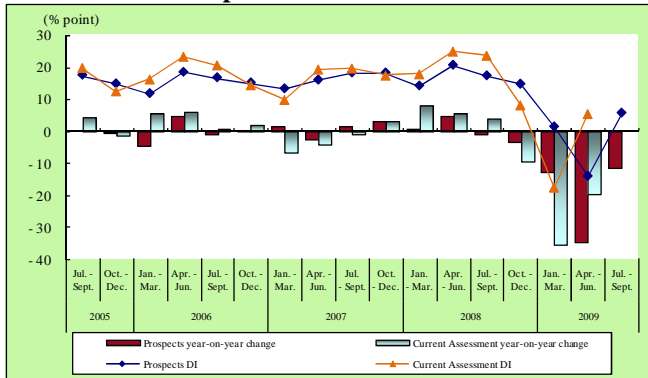 (% point)
30
20
10
0
- 10
- 20
- 30
- 40
Jul. - Oct. - Jan. - Apr. - Jul. - Oct. - Jan. - Apr. - Jul. Oct. Jan. Apr. Jul. - Oct. - Jan. - Apr. - Jul. -
Sept. Dec. Mar. Jun. Sept. Dec. Mar. Jun. - Sept. - Dec. - Mar. - Jun. Sept. Dec. Mar. Jun. Sept.
2005 2006 2007 2008 2009
Prospects year-on-year change Current Assessment year-on-year change
Prospects DI Current Assessment DI